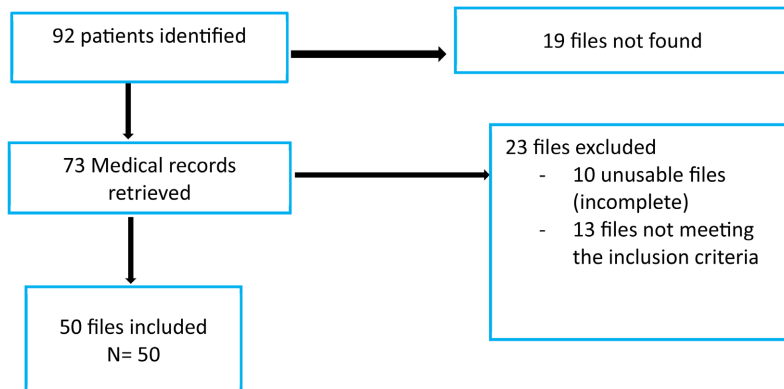 92 patients identified
19 files not found
73 Medical records
retrieved
23 files excluded
- 10 unusable files
(incomplete)
- 13 files not meeting
the inclusion criteria
50 files included
N= 50